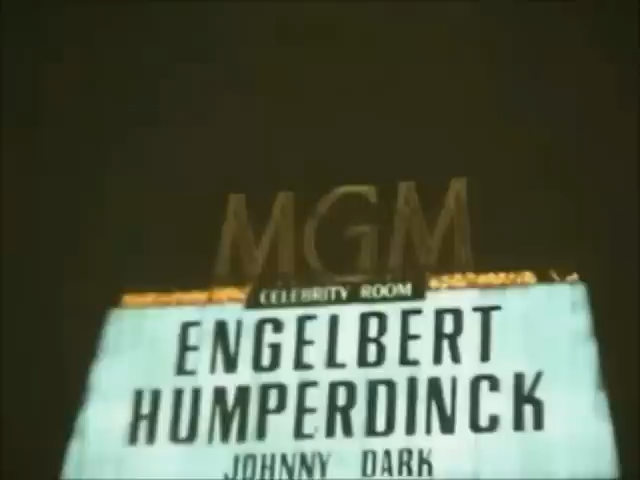 MGM
CELEBRITY ROOM
ENGELBERT
HUMPERDINCK
JOHNNY DARK